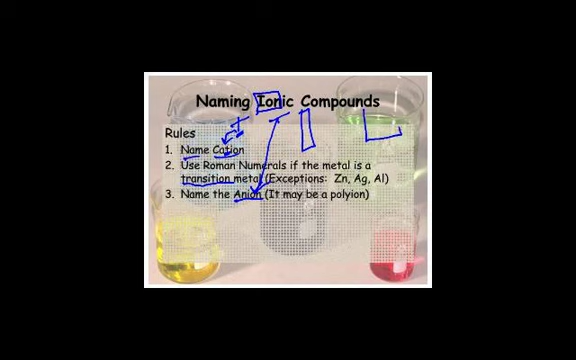 Naming Ionic Compounds
Rules
1. Name Cation
2. Use Roman Numerals if the metal is a
transition metal (Exceptions: Zn, Ag, Al)
3. Name the Anion (It may be a polyion)